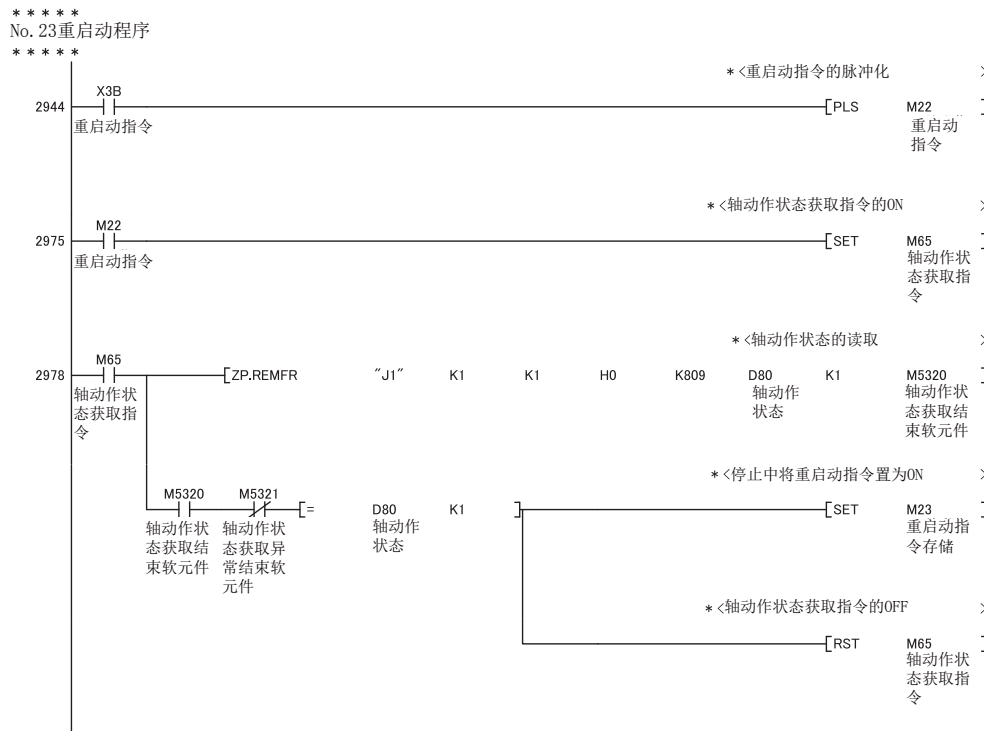 * * * * *
No.23重启动程序
* * * * *
* <重启动指令的脉冲化 >
X3B
2944 [PLS M22 ]
重启动指令 重启动
指令
* <轴动作状态获取指令的ON >
M22
2975 [SET M65 ]
重启动指令 轴动作状
态获取指
令
* <轴动作状态的读取 >
M65
2978 [ZP.REMFR "J1" K1 K1 H0 K809 D80 K1 M5320 ]
轴动作状 轴动作 轴动作状
态获取指 状态 态获取结
令 束软元件
* <停止中将重启动指令置为ON >
M5320 M5321 [= D80 K1 ] [SET M23 ]
轴动作状 轴动作状 轴动作 重启动指
态获取结 态获取异 状态 令存储
束软元件 常结束软
元件
* <轴动作状态获取指令的OFF >
[RST M65 ]
轴动作状
态获取指
令